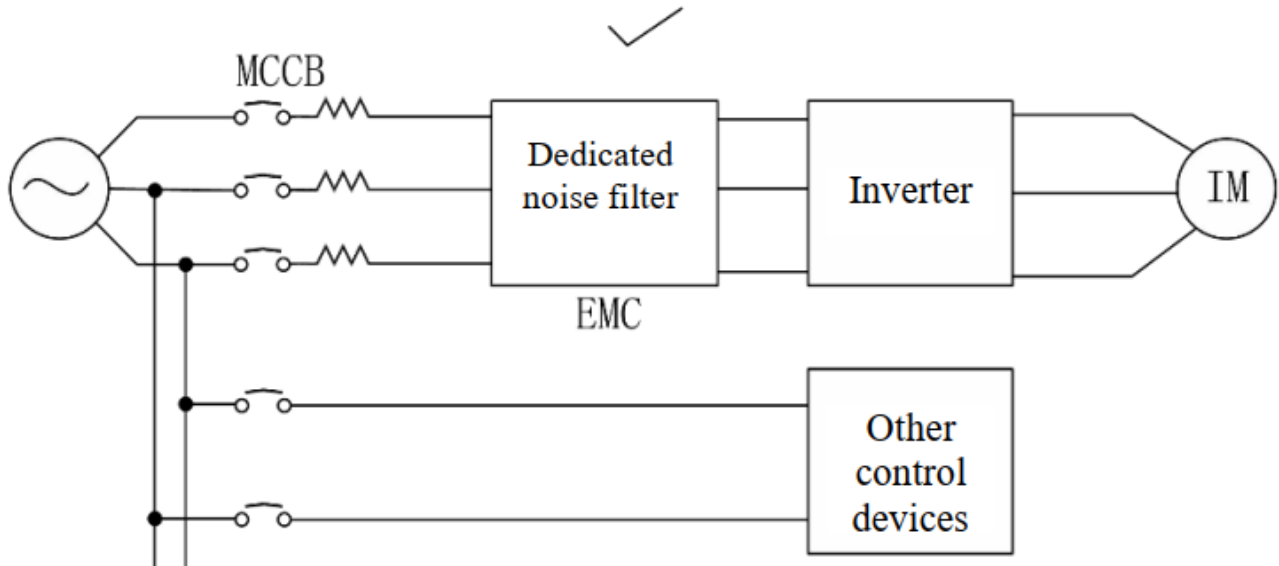 MCCB
Dedicated
noise filter
Inverter
IM
EMC
Other
control
devices